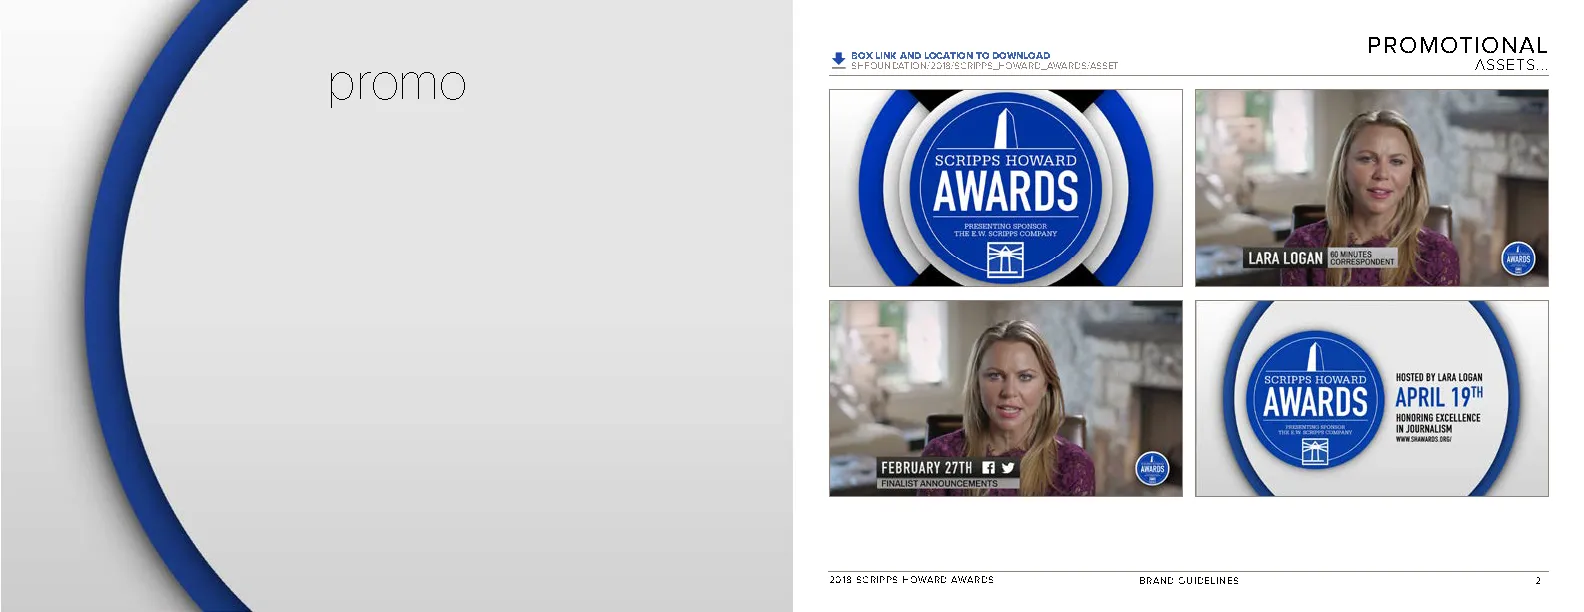 promo
BOX LINK AND LOCATION TO DOWNLOAD
SHFOUNDATION/2018/SCRIPPS_HOWARD_AWARDS/ASSET
PROMOTIONAL
ASSETS...
SCRIPPS HOWARD
AWARDS
PRESENTING SPONSOR
THE E.W. SCRIPPS COMPANY
LARA LOGAN
60 MINUTES
CORRESPONDENT
AWARDS
FEBRUARY 27TH
FINALIST ANNOUNCEMENTS
AWARDS
SCRIPPS HOWARD
AWARDS
PRESENTING SPONSOR
THE E.W. SCRIPPS COMPANY
HOSTED BY LARA LOGAN
APRIL 19TH
HONORING EXCELLENCE
IN JOURNALISM
WWW.SHAWARDS.ORG/
2018 SCRIPPS HOWARD AWARDS
BRAND GUIDELINES
2